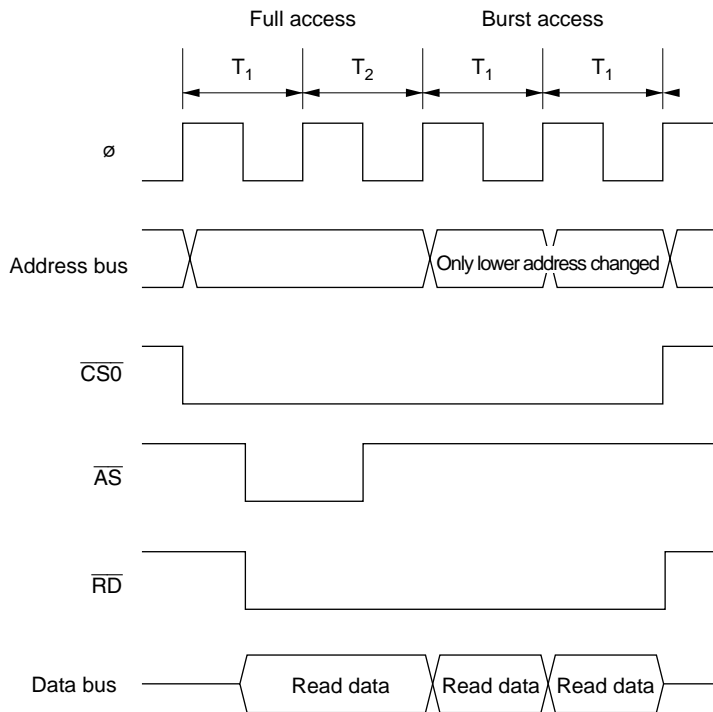 Full access Burst access
T1 T2 T1 T1
ø
Address bus
Only lower address changed
CS0
AS
RD
Data bus
Read data Read data Read data